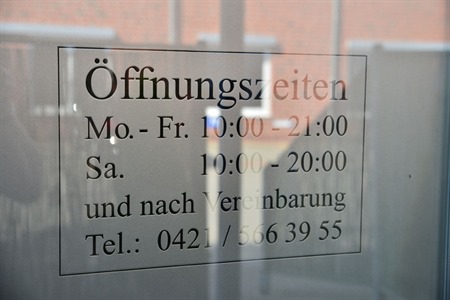 Öffnungszeiten
Mo. - Fr. 10:00 - 21:00
Sa. 10:00 - 20:00
und nach Vereinbarung
Tel.: 0421 / 566 39 55